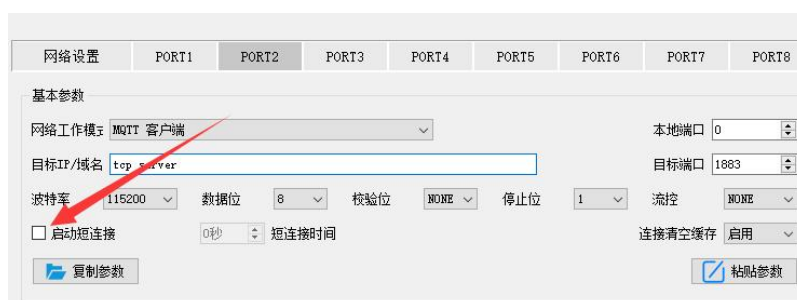 网络设置 PORT1 PORT2 PORT3 PORT4 PORT5 PORT6 PORT7 PORT8
基本参数
网络工作模式 MQTT 客户端 本地端口 0
目标IP/域名 tcp server 目标端口 1883
波特率 115200 数据位 8 校验位 NONE 停止位 1 流控 NONE
启动短连接 0秒 短连接时间 连接清空缓存 启用
复制参数 粘贴参数